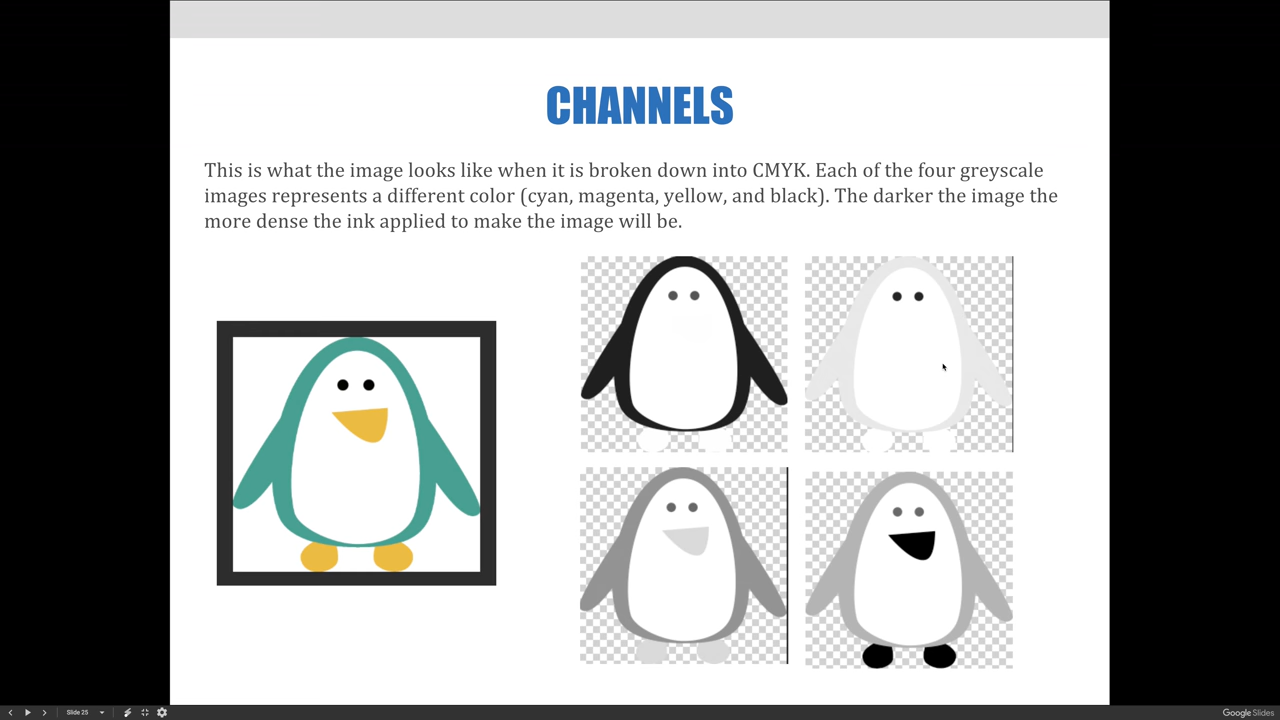 CHANNELS
This is what the image looks like when it is broken down into CMYK. Each of the four greyscale
images represents a different color (cyan, magenta, yellow, and black). The darker the image the
more dense the ink applied to make the image will be.
Slide 25
Google Slides